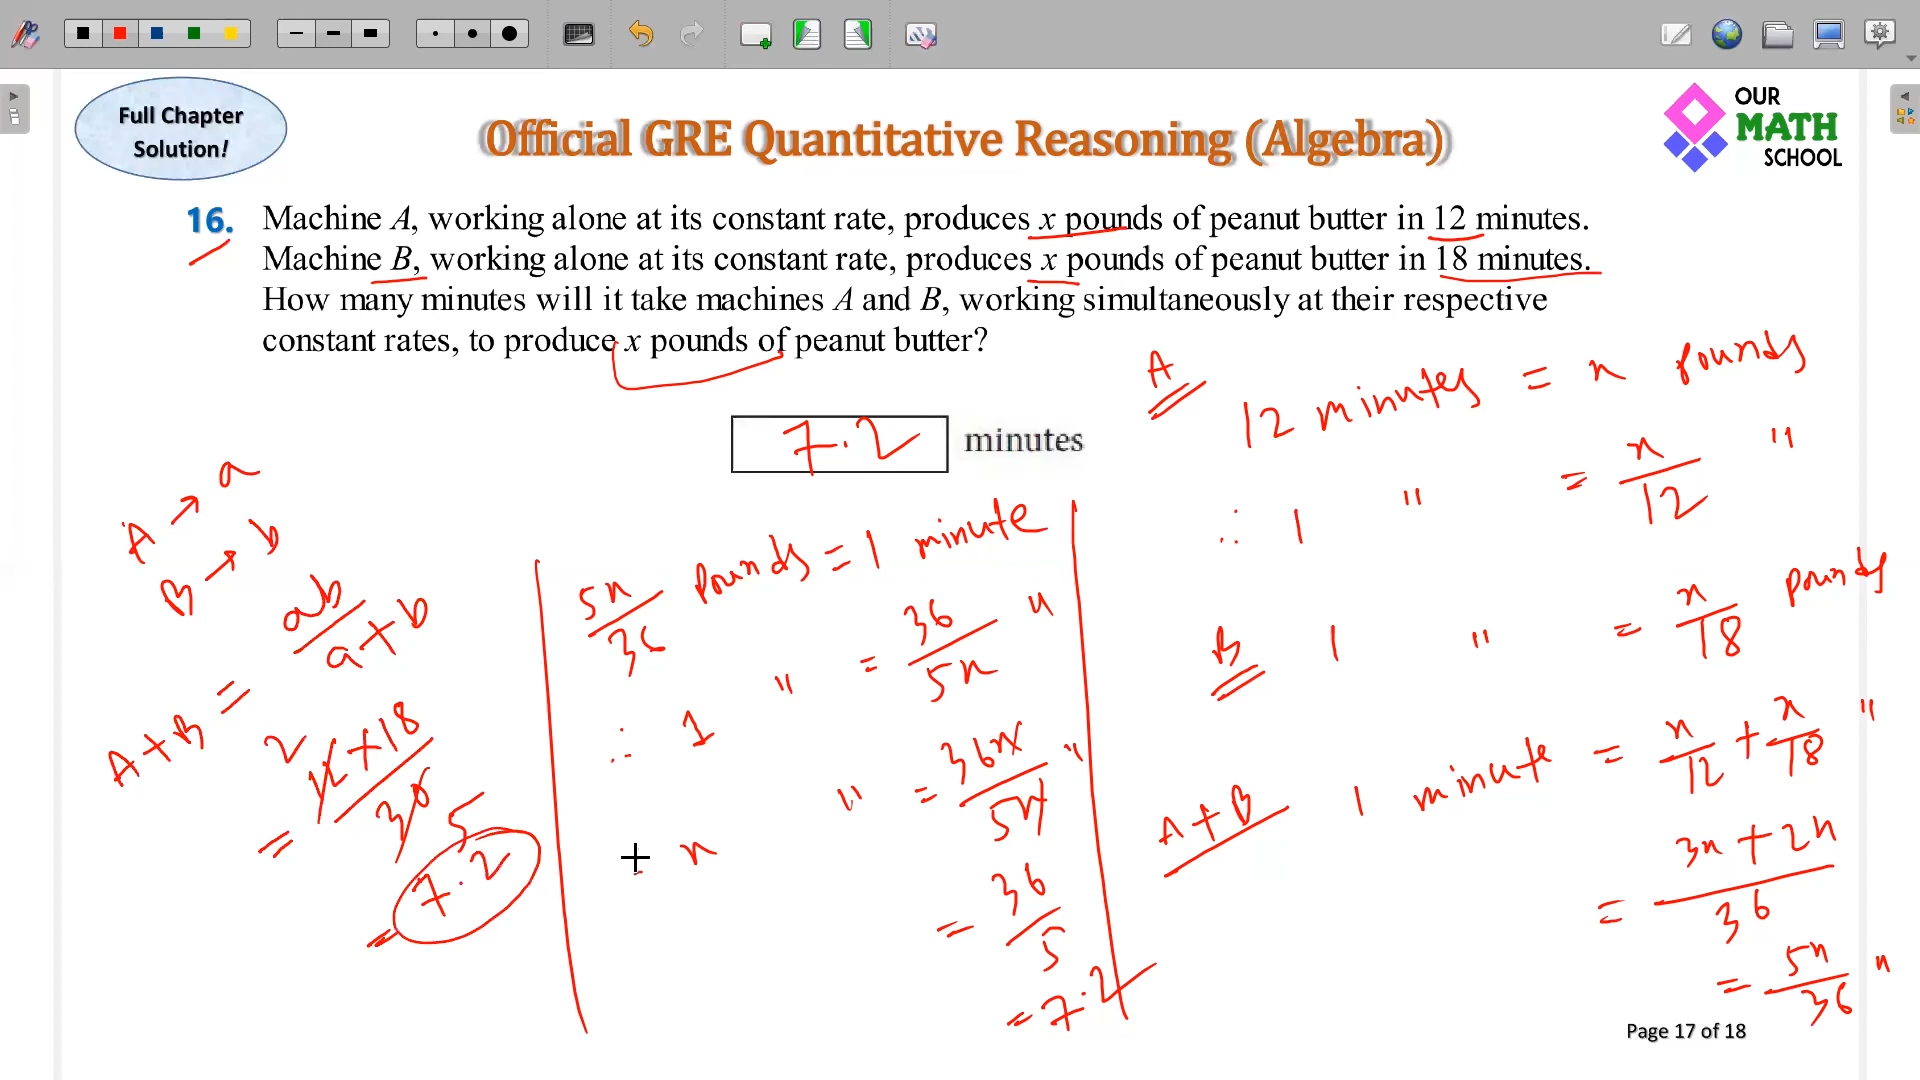 Full Chapter
Solution!
Official GRE Quantitative Reasoning (Algebra)
OUR
MATH
SCHOOL
16. Machine A, working alone at its constant rate, produces x pounds of peanut butter in 12 minutes.
Machine B, working alone at its constant rate, produces x pounds of peanut butter in 18 minutes.
How many minutes will it take machines A and B, working simultaneously at their respective
constant rates, to produce x pounds of peanut butter?
7.2 minutes
A → a
B → b
A+B = ab/a+b
= 12+18/30
2
5
= 7.2
5x/36 pounds = 1 minute
∴ 1 " = 36/5x "
x " = 36x/5x "
= 36/5
= 7.2
A
12 minutes = x pounds
∴ 1 " = x/12 "
B 1 " = x/18 pounds
A+B 1 minute = x/12 + x/18 "
= 3x+2x/36
= 5x/36 "
Page 17 of 18